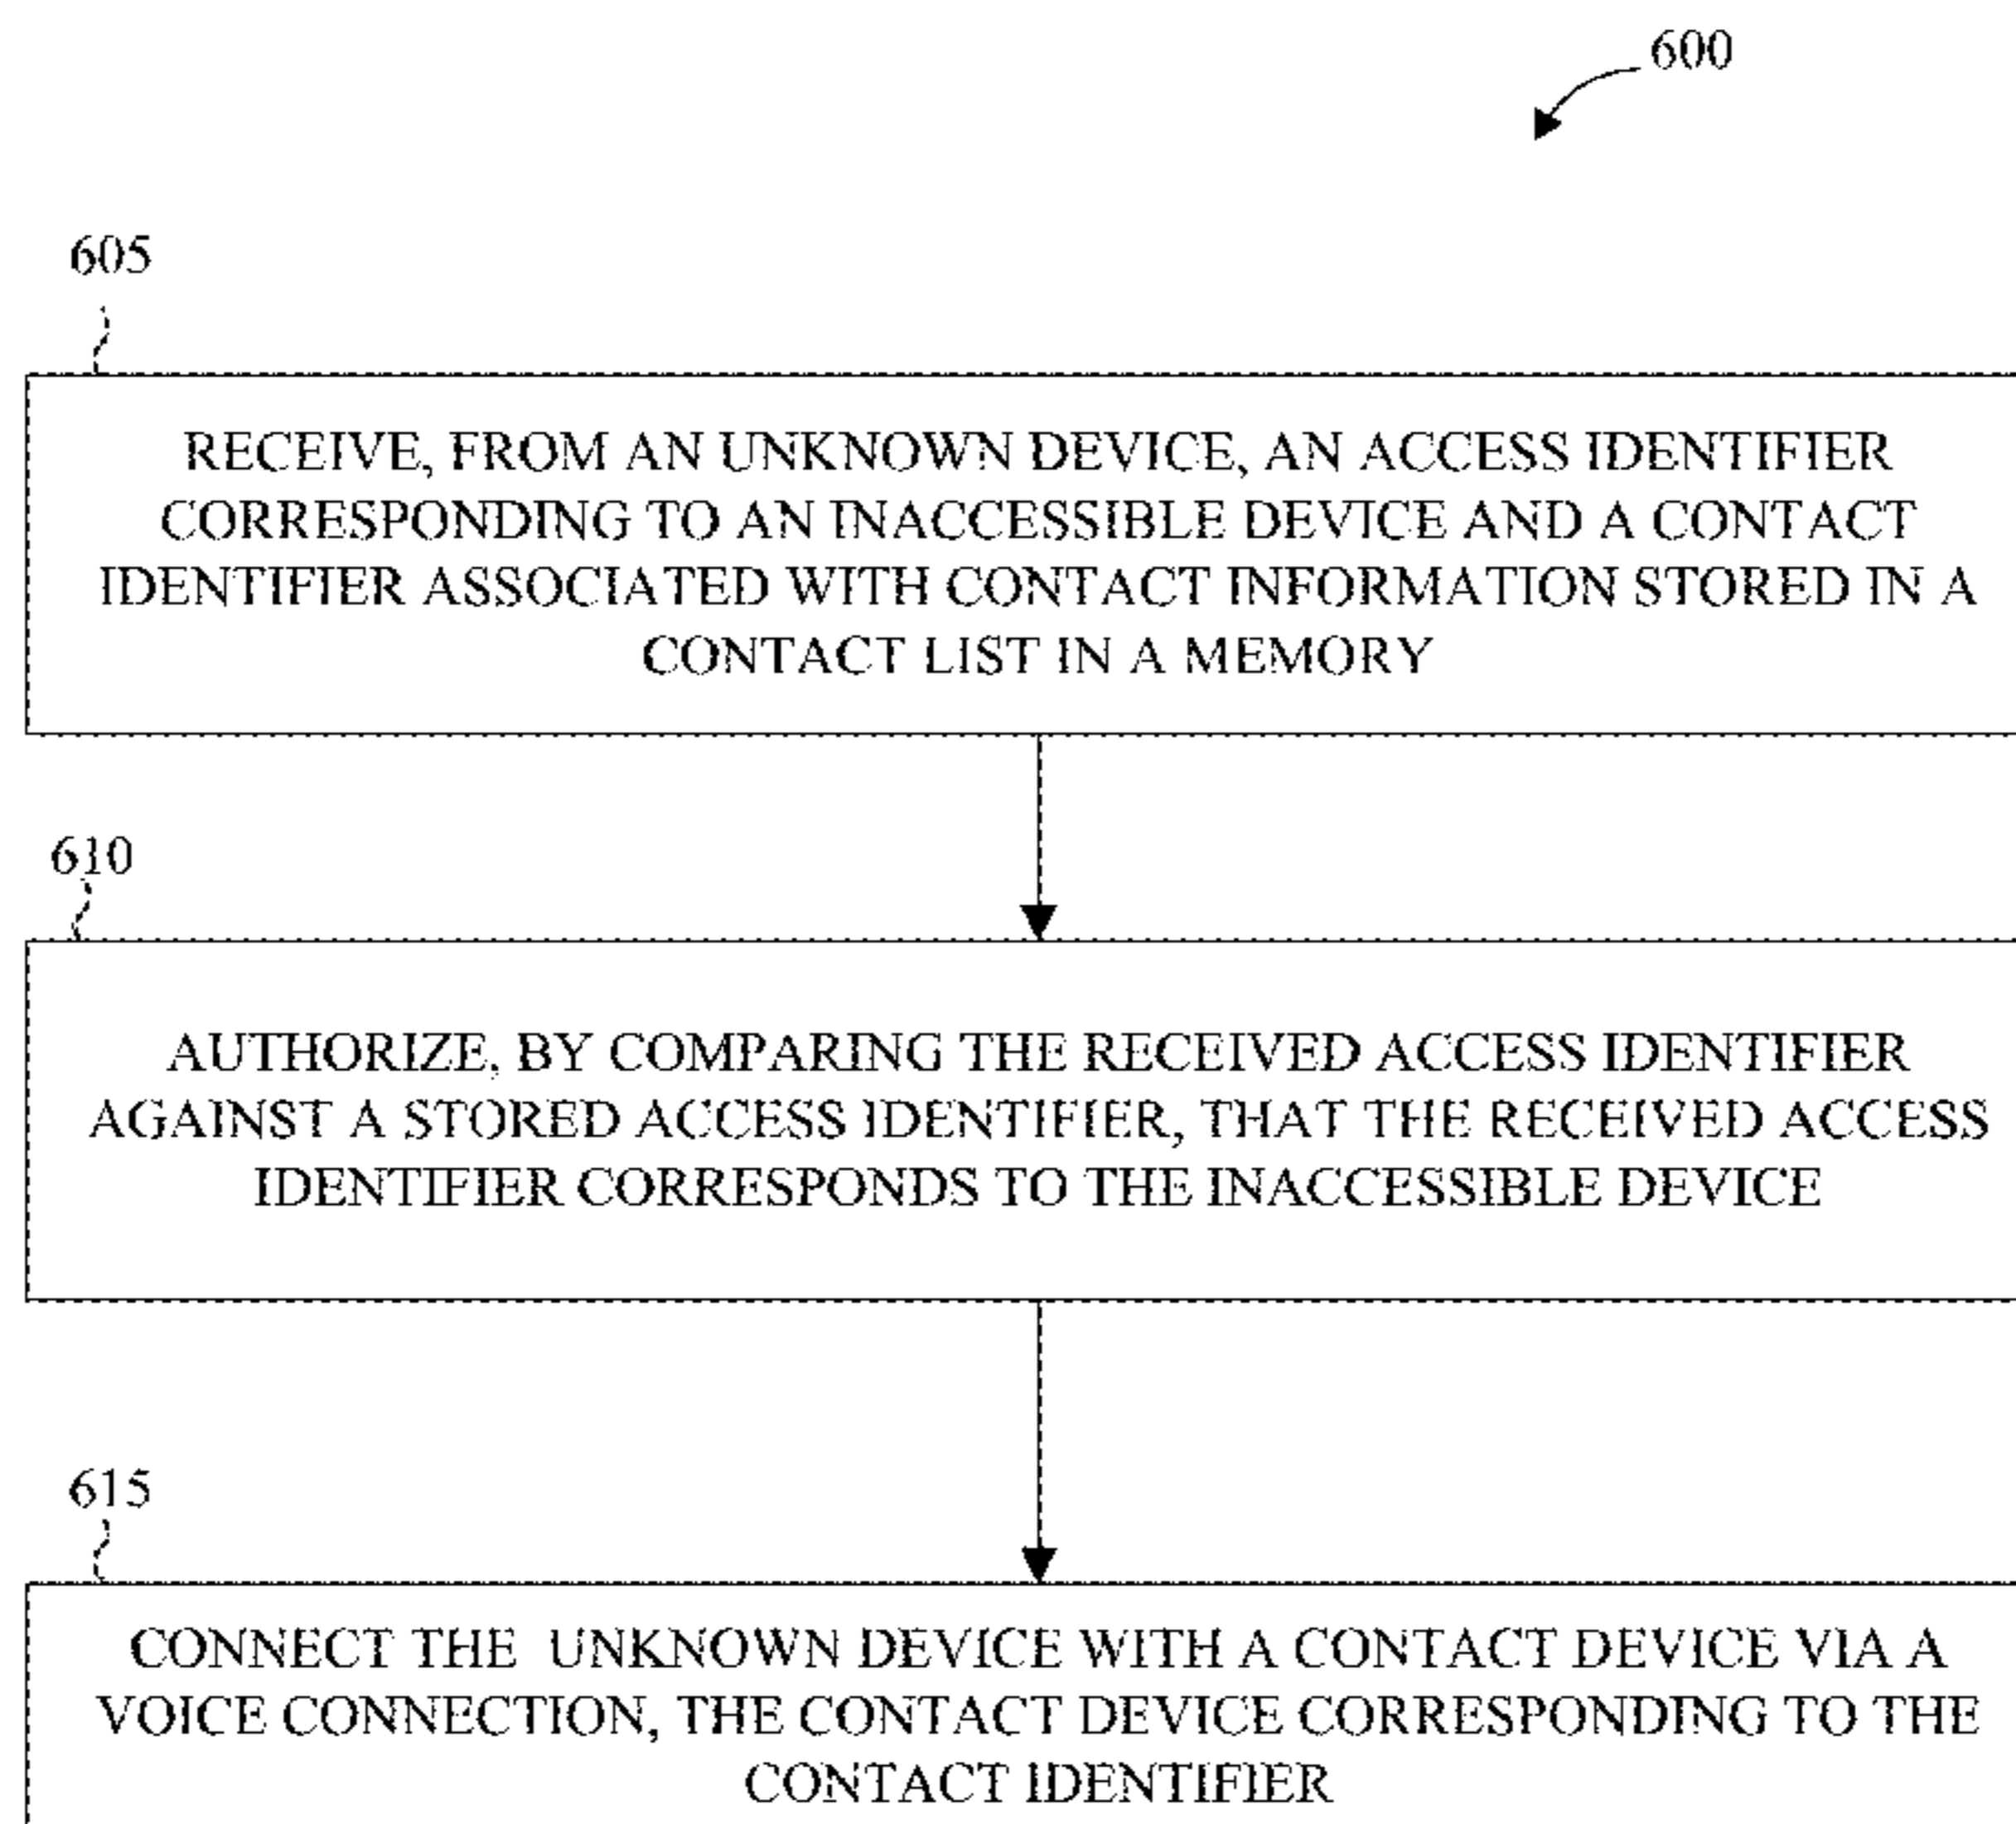 600
605
RECEIVE, FROM AN UNKNOWN DEVICE, AN ACCESS IDENTIFIER
CORRESPONDING TO AN INACCESSIBLE DEVICE AND A CONTACT
IDENTIFIER ASSOCIATED WITH CONTACT INFORMATION STORED IN A
CONTACT LIST IN A MEMORY
610
AUTHORIZE, BY COMPARING THE RECEIVED ACCESS IDENTIFIER
AGAINST A STORED ACCESS IDENTIFIER, THAT THE RECEIVED ACCESS
IDENTIFIER CORRESPONDS TO THE INACCESSIBLE DEVICE
615
CONNECT THE UNKNOWN DEVICE WITH A CONTACT DEVICE VIA A
VOICE CONNECTION, THE CONTACT DEVICE CORRESPONDING TO THE
CONTACT IDENTIFIER